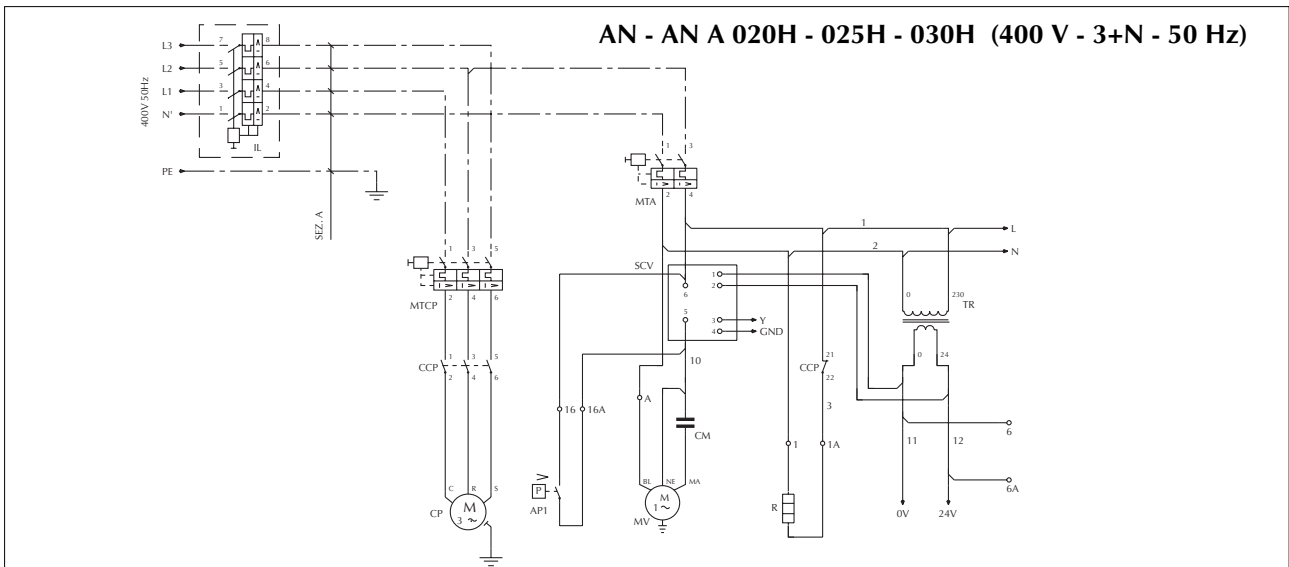 AN - AN A 020H - 025H - 030H (400 V - 3+N - 50 Hz)
400V 50Hz
L3 7 8
L2 5 6
L1 3 4
N' 1 2
IL
PE
SEZ. A
1 3
MTA
2 4
1
L
2
N
1 3 5
MTCP
2 4 6
SCV
1
6 2
5
3 Y
4 GND
10
0 230
TR
0 24
CCP
1 3 5
2 4 6
CCP
21
22
3
16 16A
A
CM
1 1A
11 12
6
6A
C R S
CP
M
3 ~
P
AP1
BL NE MA
M
1 ~
MV
R
0V 24V